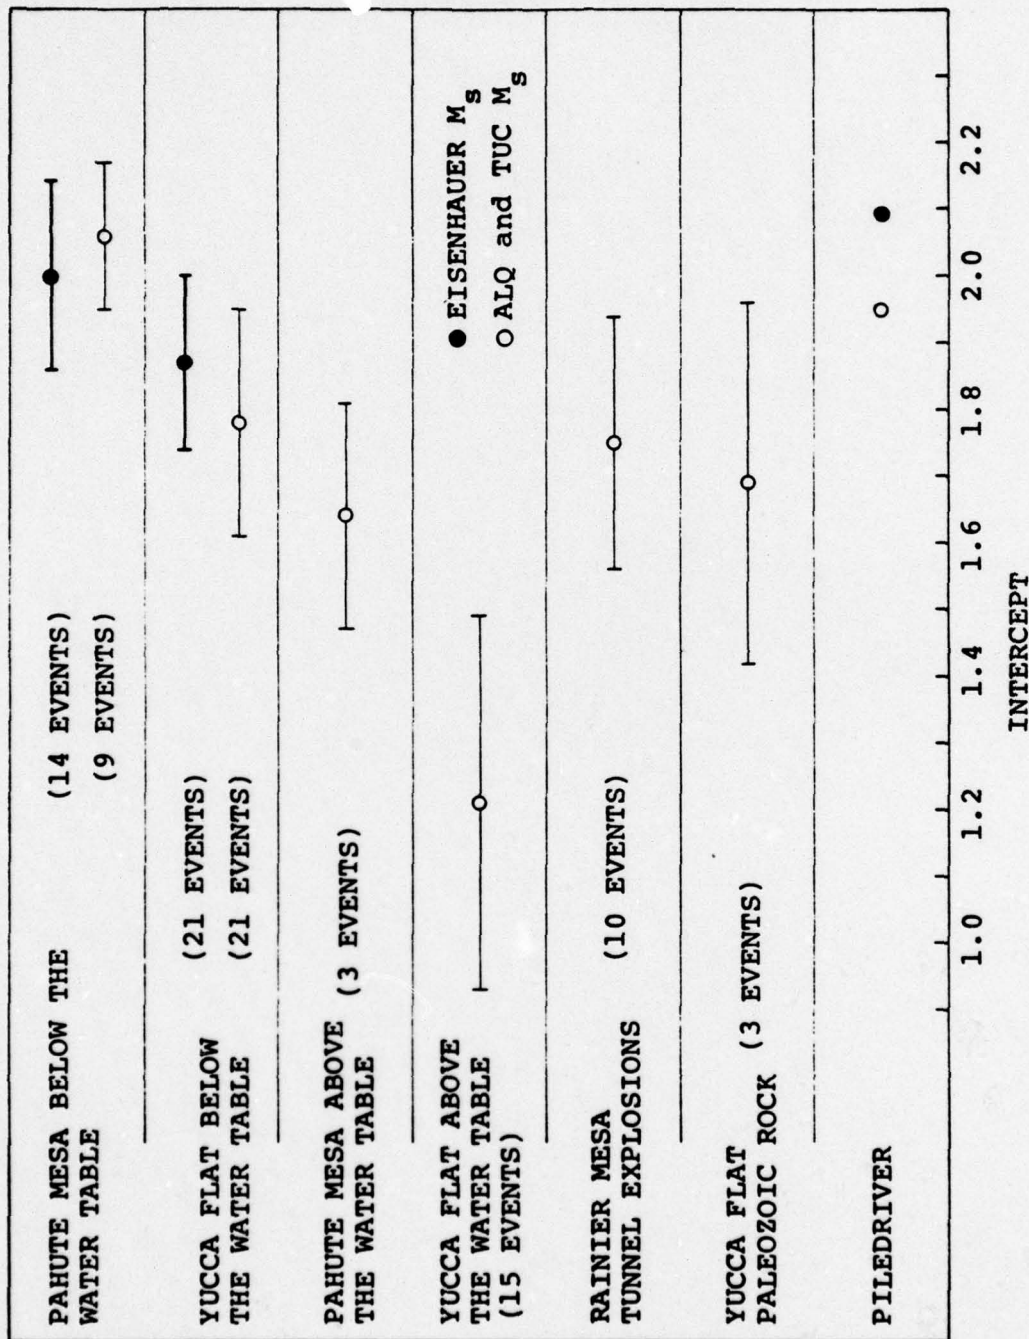 PAHUTE MESA BELOW THE (14 EVENTS)
WATER TABLE (9 EVENTS)
YUCCA FLAT BELOW (21 EVENTS)
THE WATER TABLE (21 EVENTS)
PAHUTE MESA ABOVE (3 EVENTS)
THE WATER TABLE
YUCCA FLAT ABOVE
THE WATER TABLE
(15 EVENTS)
● EISENHAUER Ms
○ ALQ and TUC Ms
RAINIER MESA
TUNNEL EXPLOSIONS (10 EVENTS)
YUCCA FLAT
PALEOZOIC ROCK (3 EVENTS)
PILEDRIVER
1.0 1.2 1.4 1.6 1.8 2.0 2.2
INTERCEPT